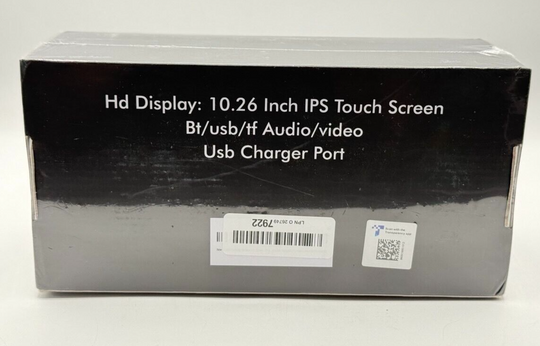 Hd Display: 10.26 Inch IPS Touch Screen
Bt/usb/tf Audio/video
Usb Charger Port
7922